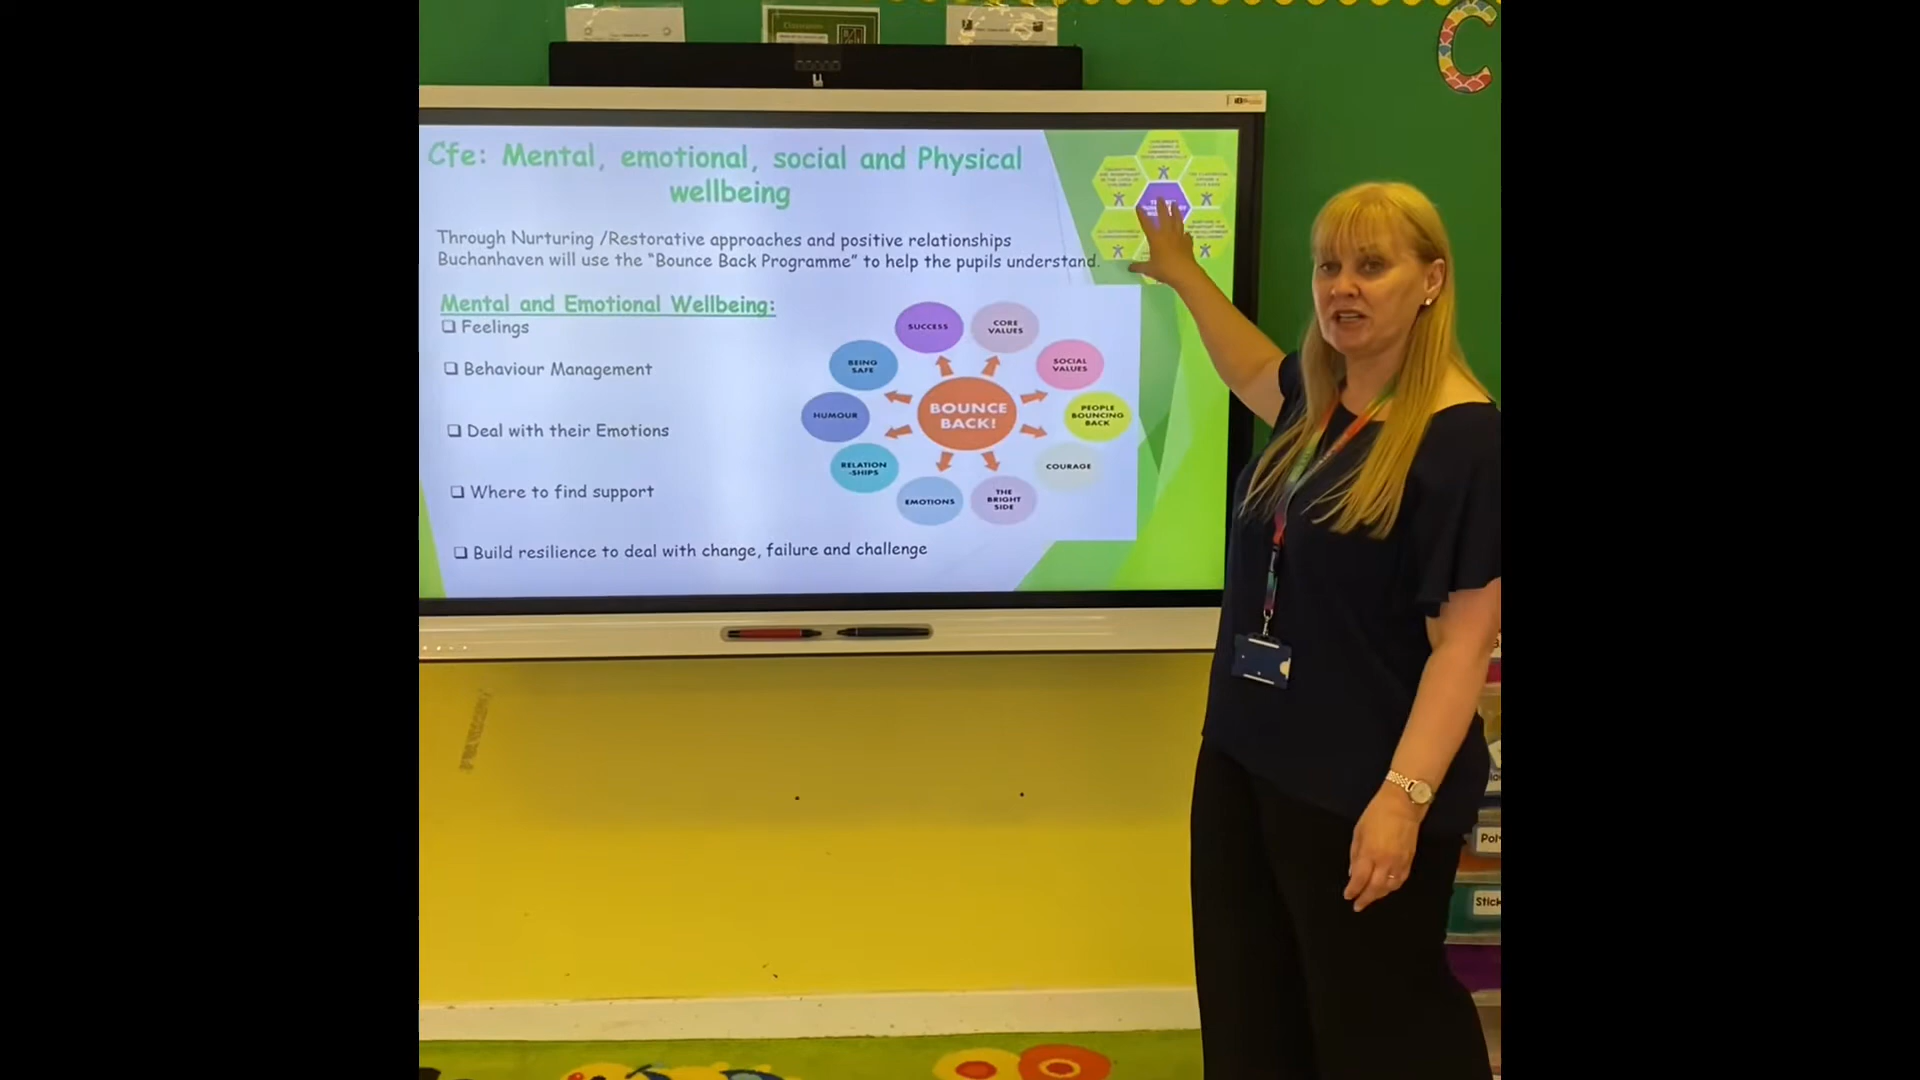 C
Cfe: Mental, emotional, social and Physical
wellbeing
Through Nurturing /Restorative approaches and positive relationships
Buchanhaven will use the “Bounce Back Programme” to help the pupils understand.
Mental and Emotional Wellbeing:
Feelings
Behaviour Management
Deal with their Emotions
Where to find support
Build resilience to deal with change, failure and challenge
SUCCESS
CORE
VALUES
BEING
SAFE
SOCIAL
VALUES
HUMOUR
BOUNCE
BACK!
PEOPLE
BOUNCING
BACK
RELATION
-SHIPS
COURAGE
EMOTIONS
THE
BRIGHT
SIDE
Pol
Stick